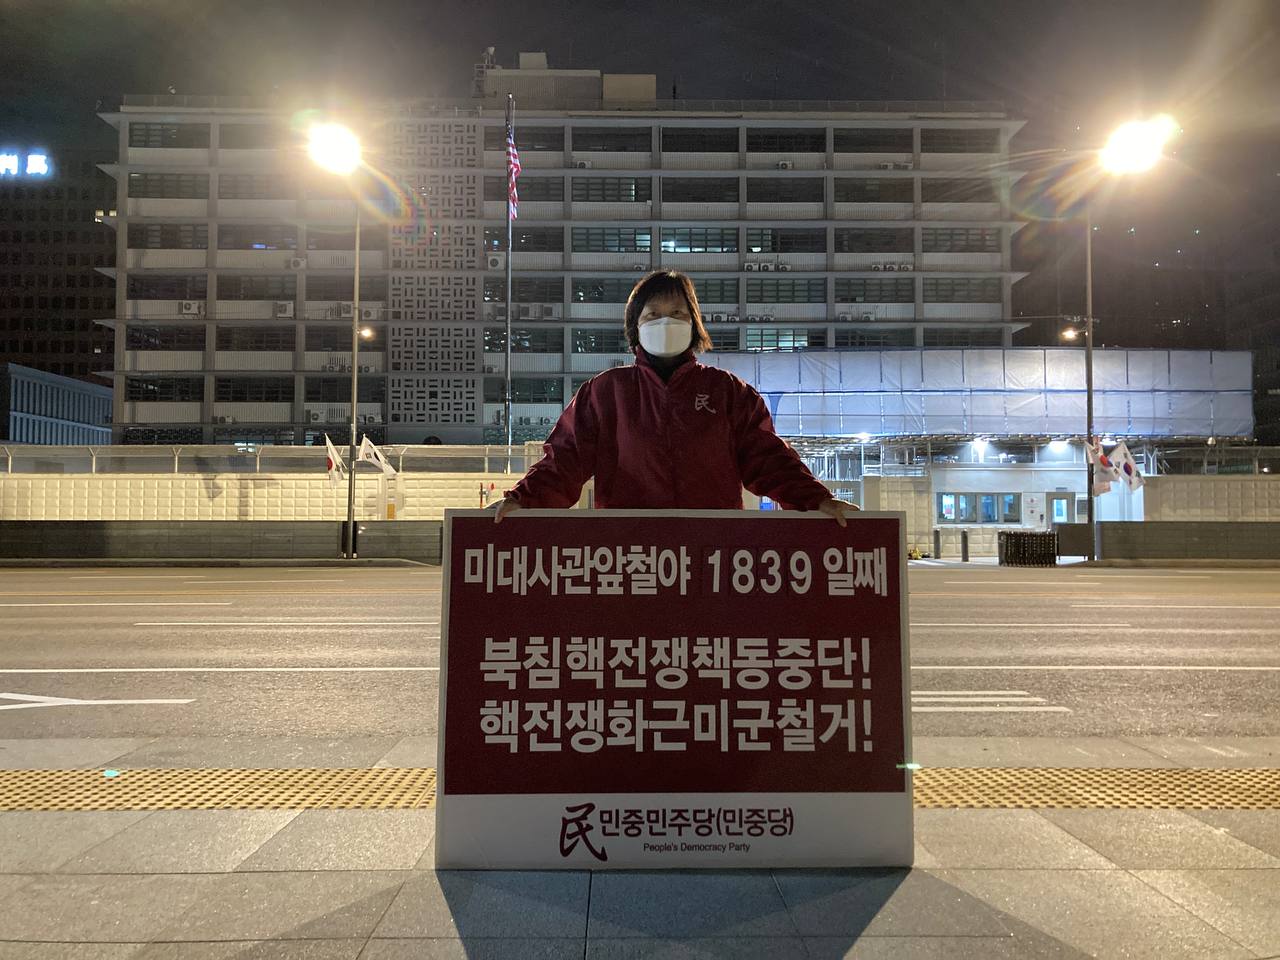 民
미대사관앞철야 1839 일째
북침핵전쟁책동중단!
핵전쟁화근미군철거!
民 민중민주당(민중당)
People's Democracy Party